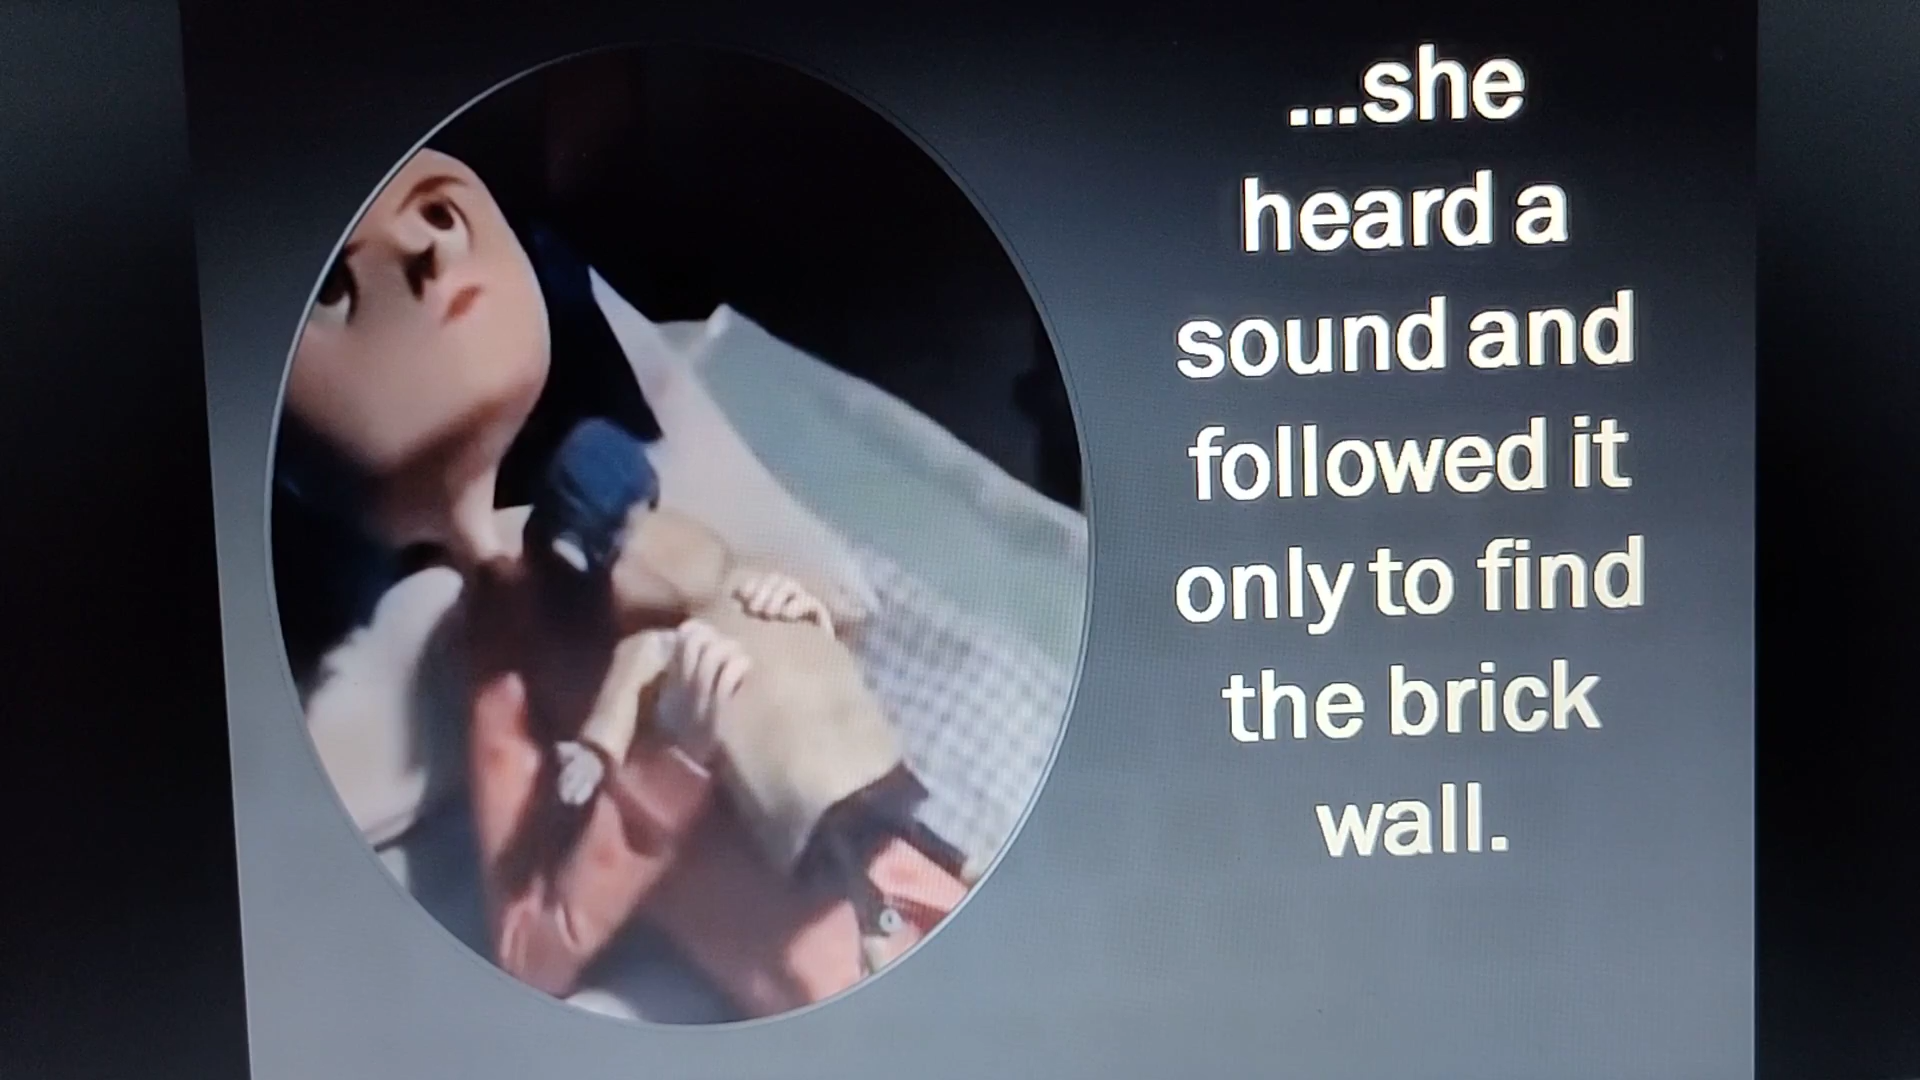 ...she
heard a
sound and
followed it
only to find
the brick
wall.